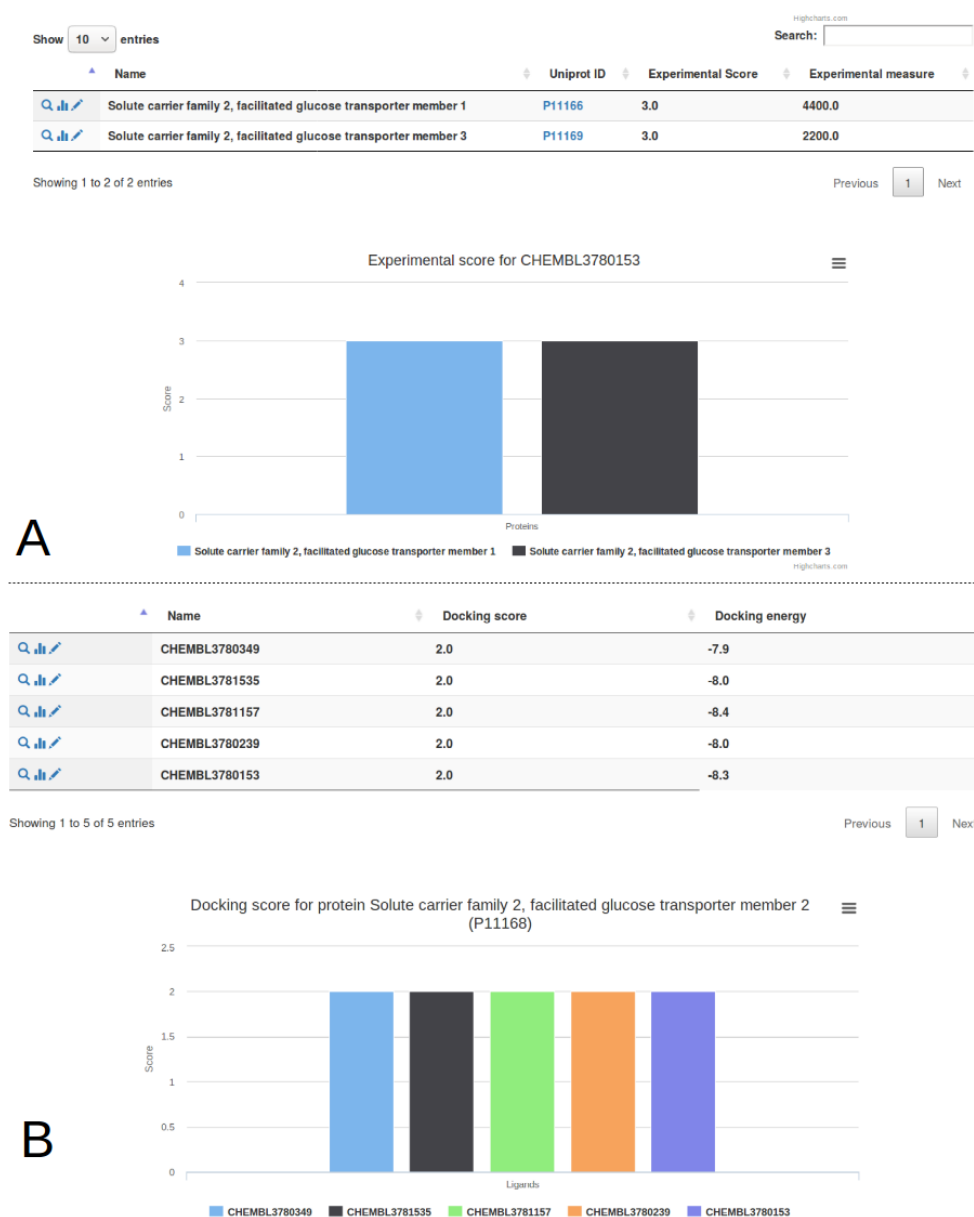 Highcharts.com
Show 10 entries
Search:
Name Uniprot ID Experimental Score Experimental measure
Solute carrier family 2, facilitated glucose transporter member 1 P11166 3.0 4400.0
Solute carrier family 2, facilitated glucose transporter member 3 P11169 3.0 2200.0
Showing 1 to 2 of 2 entries Previous 1 Next
Experimental score for CHEMBL3780153
4
3
2
1
0
Score
Proteins
Solute carrier family 2, facilitated glucose transporter member 1 Solute carrier family 2, facilitated glucose transporter member 3
Highcharts.com
A
Name Docking score Docking energy
CHEMBL3780349 2.0 -7.9
CHEMBL3781535 2.0 -8.0
CHEMBL3781157 2.0 -8.4
CHEMBL3780239 2.0 -8.0
CHEMBL3780153 2.0 -8.3
Showing 1 to 5 of 5 entries Previous 1 Nex
Docking score for protein Solute carrier family 2, facilitated glucose transporter member 2
(P11168)
2.5
2
1.5
1
0.5
0
Score
Ligands
B
CHEMBL3780349 CHEMBL3781535 CHEMBL3781157 CHEMBL3780239 CHEMBL3780153